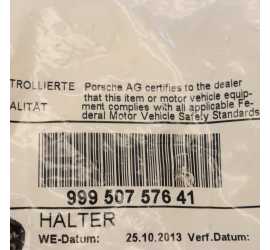 TROLLIERTE Porsche AG certifies to the dealer
that this item or motor vehicle equip-
ALITÄT ment complies with all applicable Fe-
deral Motor Vehicle Safety Standards
999 507 576 41
HALTER
WE-Datum: 25.10.2013 Verf.Datum: